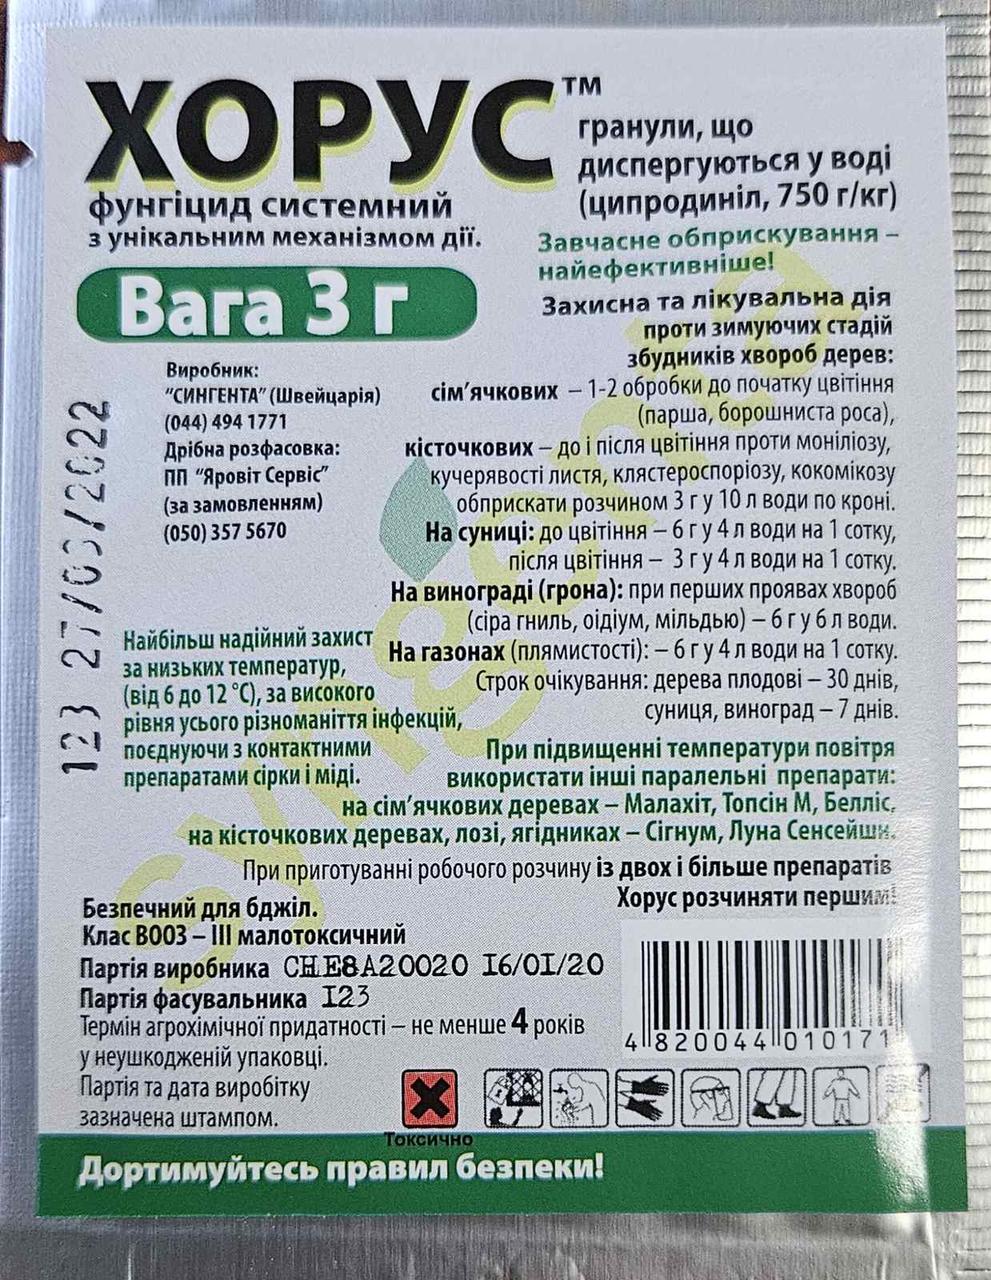 ХОРУС™
гранули, що
диспергуються у воді
(ципродиніл, 750 г/кг)
фунгіцид системний
з унікальним механізмом дії.
Завчасне обприскування –
найефективніше!
Вага 3 г
Захисна та лікувальна дія
проти зимуючих стадій
збудників хвороб дерев:
Виробник:
“СИНГЕНТА” (Швейцарія)
(044) 494 1771
Дрібна розфасовка:
ПП “Яровіт Сервіс”
(за замовленням)
(050) 357 5670
сім’ячкових – 1-2 обробки до початку цвітіння
(парша, борошниста роса),
кісточкових – до і після цвітіння проти моніліозу,
кучерявості листя, клястероспоріозу, кокомікозу
обприскати розчином 3 г у 10 л води по кроні.
На суниці: до цвітіння – 6 г у 4 л води на 1 сотку,
після цвітіння – 3 г у 4 л води на 1 сотку.
На винограді (грона): при перших проявах хвороб
(сіра гниль, оідіум, мільдью) – 6 г у 6 л води.
На газонах (плямистості): – 6 г у 4 л води на 1 сотку.
Строк очікування: дерева плодові – 30 днів,
суниця, виноград – 7 днів.
123 27/03/2022
Найбільш надійний захист
за низьких температур,
(від 6 до 12 °С), за високого
рівня усього різноманіття інфекцій,
поєднуючи з контактними
препаратами сірки і міді.
При підвищенні температури повітря
використати інші паралельні препарати:
на сім’ячкових деревах – Малахіт, Топсін М, Белліс,
на кісточкових деревах, лозі, ягідниках – Сігнум, Луна Сенсейшн.
При приготуванні робочого розчину із двох і більше препаратів
Хорус розчиняти першим!
syngenta
Безпечний для бджіл.
Клас ВООЗ – III малотоксичний
Партія виробника CHE8A20020 16/01/20
Партія фасувальника 123
Термін агрохімічної придатності – не менше 4 років
у неушкодженій упаковці.
Партія та дата виробітку
зазначена штампом.
4 820044 010171
Токсично
Дортимуйтесь правил безпеки!